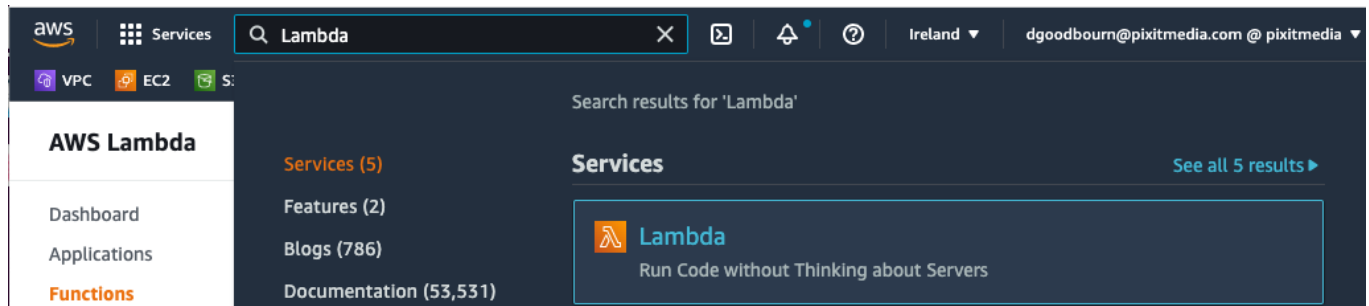 aws
Services
Lambda
Ireland ▼
dgoodbourn@pixitmedia.com @ pixitmedia ▼
VPC
EC2
Search results for 'Lambda'
AWS Lambda
Services (5)
Services
See all 5 results ▶
Dashboard
Features (2)
Lambda
Applications
Blogs (786)
Run Code without Thinking about Servers
Functions
Documentation (53,531)